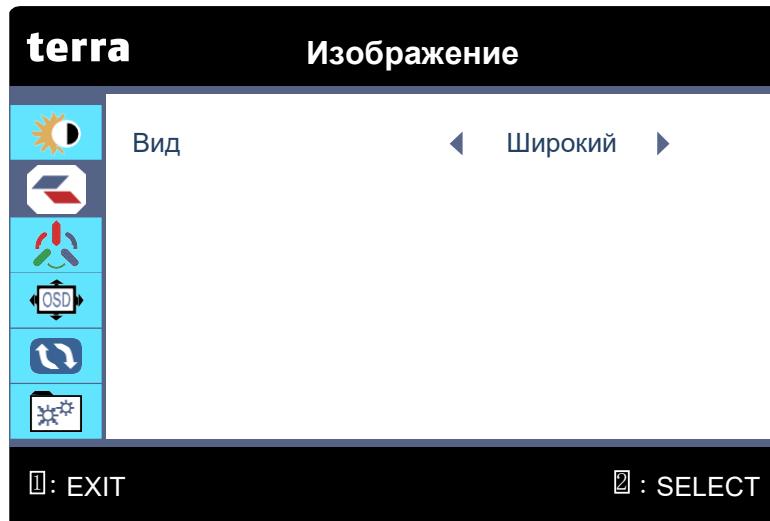 terra
Изображение
Вид Широкий
OSD
1: EXIT
2 : SELECT